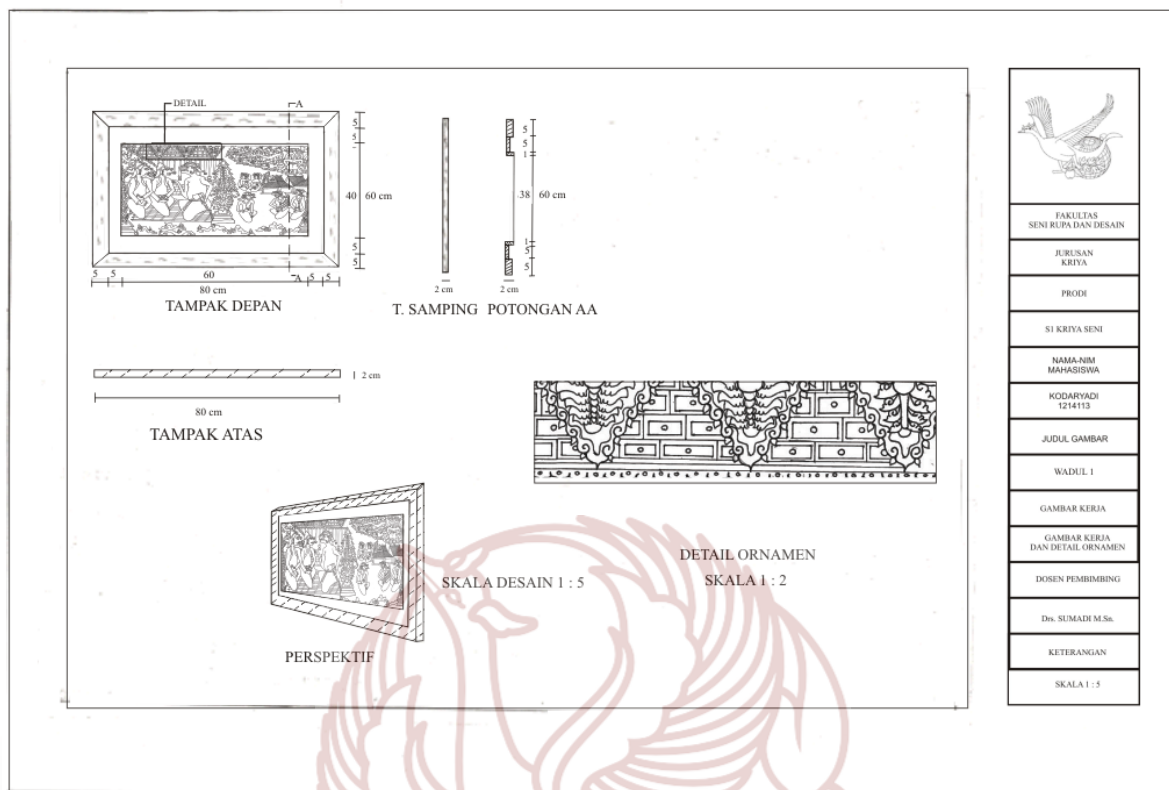 DETAIL
A
5
5
40 60 cm
5
5
5 5 60 5 5
A
80 cm
TAMPAK DEPAN
5
5
1
38 60 cm
1
5
5
2 cm
2 cm
T. SAMPING POTONGAN AA
2 cm
80 cm
TAMPAK ATAS
PERSPEKTIF
SKALA DESAIN 1 : 5
DETAIL ORNAMEN
SKALA 1 : 2
FAKULTAS
SENI RUPA DAN DESAIN
JURUSAN
KRIYA
PRODI
S1 KRIYA SENI
NAMA-NIM
MAHASISWA
KODARYADI
1214113
JUDUL GAMBAR
WADUL 1
GAMBAR KERJA
GAMBAR KERJA
DAN DETAIL ORNAMEN
DOSEN PEMBIMBING
Drs. SUMADI M.Sn.
KETERANGAN
SKALA 1 : 5